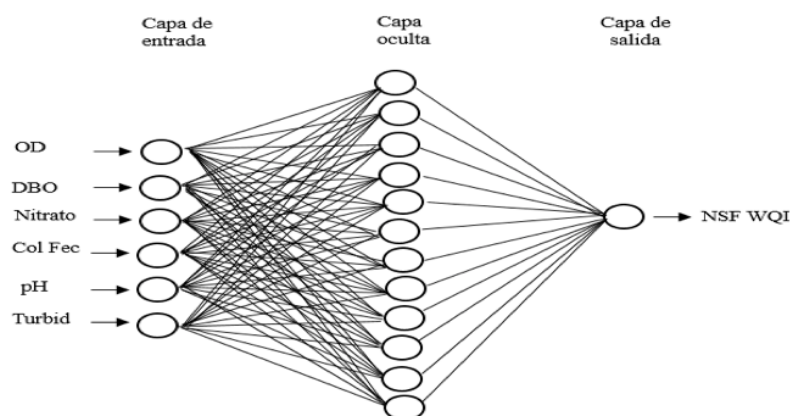 Capa de
entrada
Capa
oculta
Capa de
salida
OD
DBO
Nitrato
Col Fec
pH
Turbid
NSF WQI